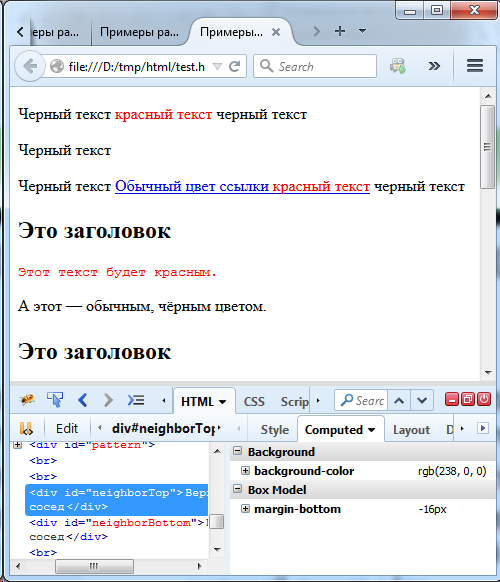 еры ра...
Примеры ра...
Примеры...
file:///D:/tmp/html/test.h
Search
Черный текст красный текст черный текст
Черный текст
Черный текст Обычный цвет ссылки красный текст черный текст
Это заголовок
Этот текст будет красным.
А этот — обычным, чёрным цветом.
Это заголовок
HTML
CSS
Scrip
Searc
Edit
div#neighborTop
Style
Computed
Layout
<div id="pattern">
<br>
<br>
<div id="neighborTop">Вер
сосед</div>
<div id="neighborBottom">
сосед</div>
<br>
Background
background-color rgb(238, 0, 0)
Box Model
margin-bottom -16px